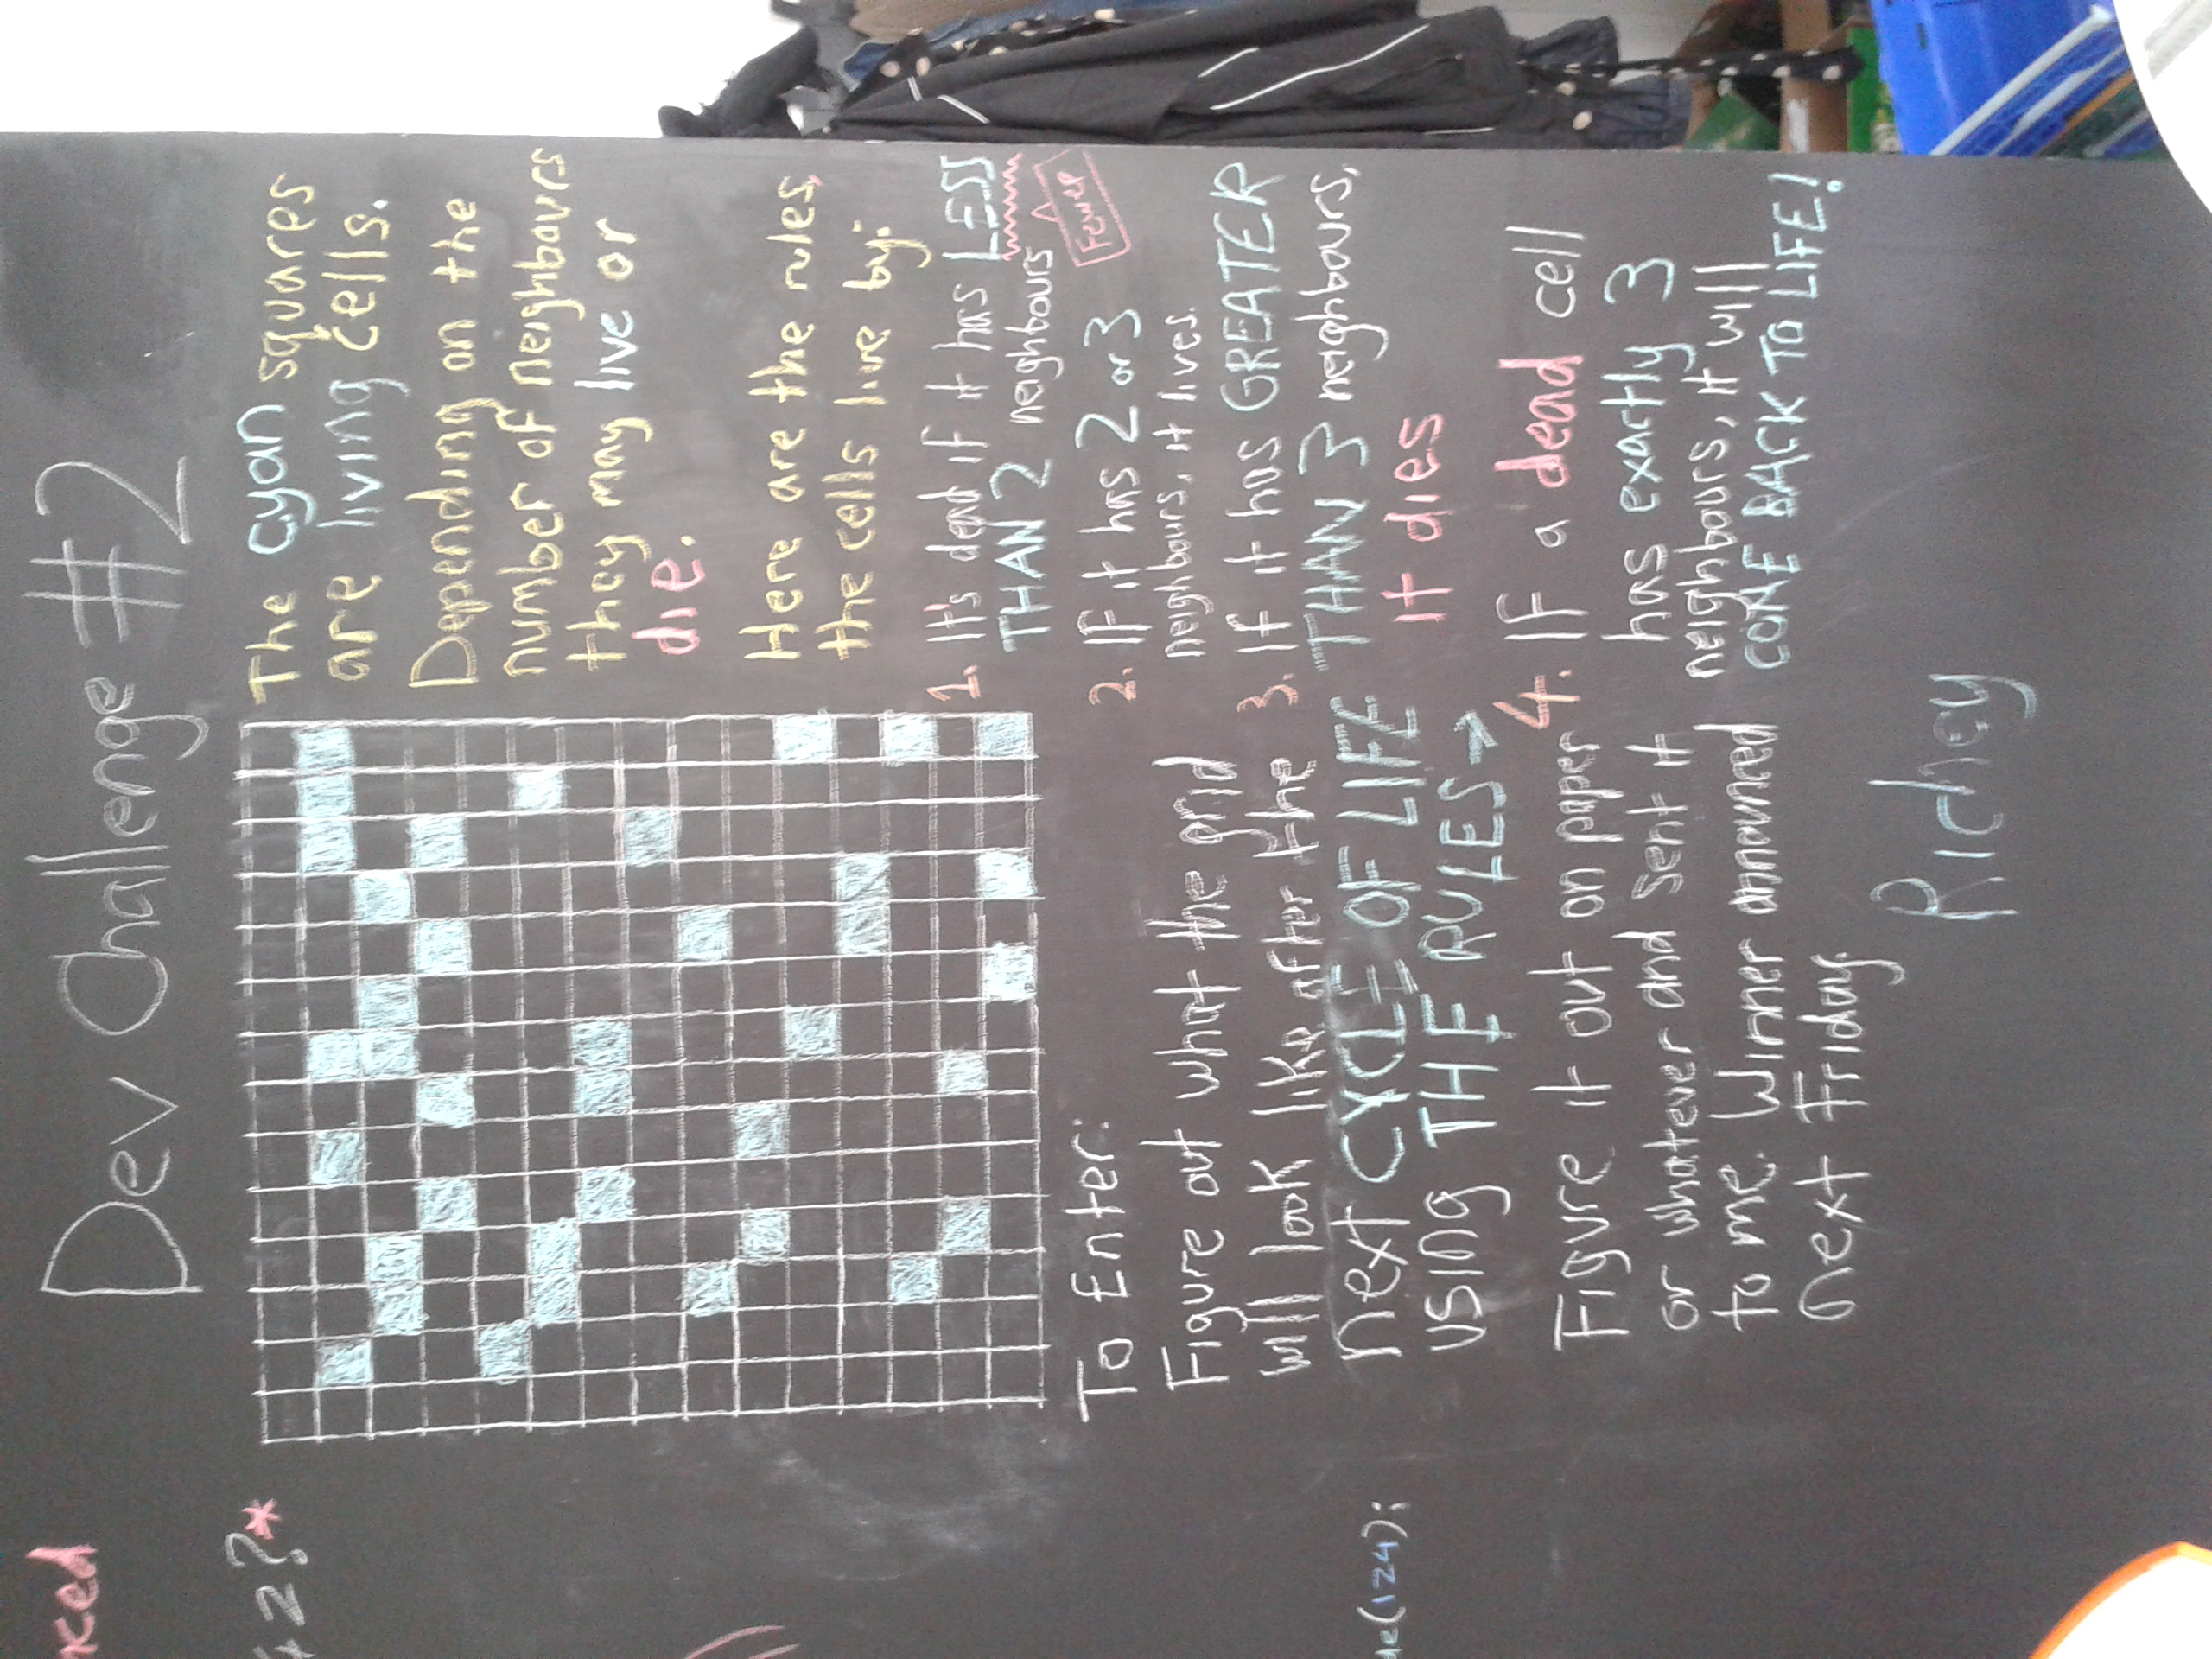 Dev Challenge #2
42?*
The cyan squares
are living cells.
Depending on the
number of neighbours
they may live or
die.
Here are the rules,
the cells live by:
1. It's dead if it has LESS
THAN 2 neighbours
Fewer
2. IF it has 2 or 3
neighbours, it lives.
3. If it has GREATER
THAN 3 neighbours,
it dies
4. IF a dead cell
has exactly 3
neighbours, it will
COME BACK TO LIFE!
To Enter:
Figure out what the grid
will look like after the
next CYCLE OF LIFE
using THE RULES →
Figure it out on paper
or whatever and sent it
to me. Winner announced
next Friday.
Richey
(124);